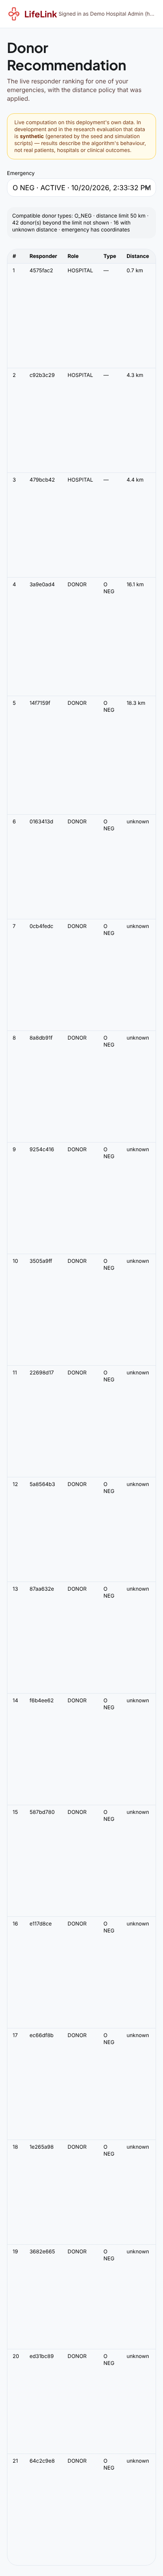 LifeLink Signed in as Demo Hospital Admin (h...
Donor
Recommendation
The live responder ranking for one of your
emergencies, with the distance policy that was
applied.
Live computation on this deployment's own data. In
development and in the research evaluation that data
is synthetic (generated by the seed and simulation
scripts) — results describe the algorithm's behaviour,
not real patients, hospitals or clinical outcomes.
Emergency
O NEG · ACTIVE · 10/20/2026, 2:33:32 PM
Compatible donor types: O_NEG · distance limit 50 km ·
42 donor(s) beyond the limit not shown · 16 with
unknown distance · emergency has coordinates
# Responder Role Type Distance
1 4575fac2 HOSPITAL — 0.7 km
2 c92b3c29 HOSPITAL — 4.3 km
3 479bcb42 HOSPITAL — 4.4 km
4 3a9e0ad4 DONOR O NEG 16.1 km
5 14f7159f DONOR O NEG 18.3 km
6 0163413d DONOR O NEG unknown
7 0cb4fedc DONOR O NEG unknown
8 8a8db91f DONOR O NEG unknown
9 9254c416 DONOR O NEG unknown
10 3505a9ff DONOR O NEG unknown
11 22698d17 DONOR O NEG unknown
12 5a6564b3 DONOR O NEG unknown
13 87aa632e DONOR O NEG unknown
14 f8b4ee62 DONOR O NEG unknown
15 587bd780 DONOR O NEG unknown
16 e117d6ce DONOR O NEG unknown
17 ec66df8b DONOR O NEG unknown
18 1e265a98 DONOR O NEG unknown
19 3682e665 DONOR O NEG unknown
20 ed31bc89 DONOR O NEG unknown
21 64c2c9e8 DONOR O NEG unknown